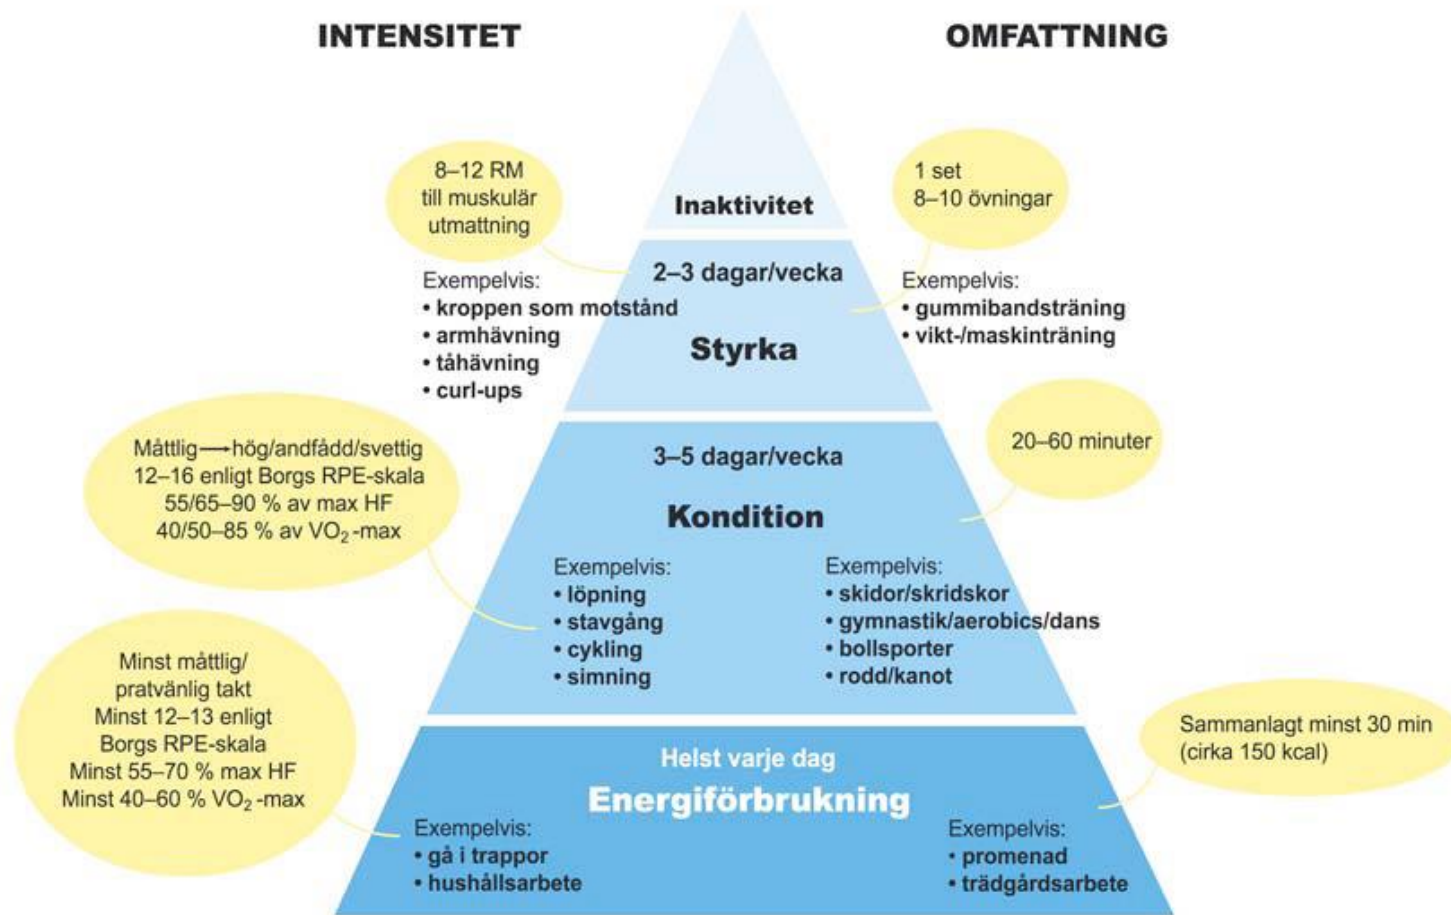 INTENSITET
OMFATTNING
8–12 RM
till muskulär
utmattning
1 set
8–10 övningar
Inaktivitet
2–3 dagar/vecka
Styrka
Exempelvis:
• kroppen som motstånd
• armhävning
• tåhävning
• curl-ups
Exempelvis:
• gummibandsträning
• vikt-/maskinträning
Måttlig→hög/andfådd/svettig
12–16 enligt Borgs RPE-skala
55/65–90 % av max HF
40/50–85 % av VO₂-max
3–5 dagar/vecka
Kondition
20–60 minuter
Exempelvis:
• löpning
• stavgång
• cykling
• simning
Exempelvis:
• skidor/skridskor
• gymnastik/aerobics/dans
• bollsporter
• rodd/kanot
Minst måttlig/
pratvänlig takt
Minst 12–13 enligt
Borgs RPE-skala
Minst 55–70 % max HF
Minst 40–60 % VO₂-max
Helst varje dag
Energiförbrukning
Sammanlagt minst 30 min
(cirka 150 kcal)
Exempelvis:
• gå i trappor
• hushållsarbete
Exempelvis:
• promenad
• trädgårdsarbete